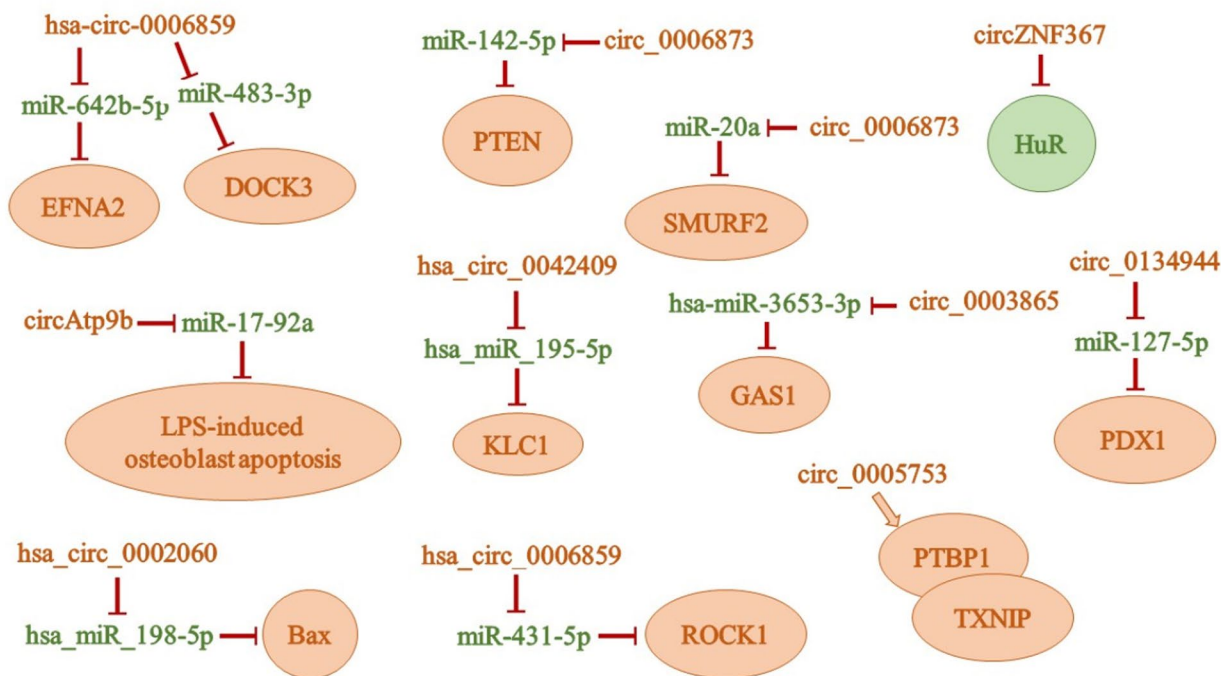 hsa-circ-0006859
miR-642b-5p
miR-483-3p
EFNA2
DOCK3
miR-142-5p
circ_0006873
PTEN
miR-20a
circ_0006873
SMURF2
circZNF367
HuR
circAtp9b
miR-17-92a
LPS-induced
osteoblast apoptosis
hsa_circ_0042409
hsa_miR_195-5p
KLC1
hsa-miR-3653-3p
circ_0003865
GAS1
circ_0134944
miR-127-5p
PDX1
hsa_circ_0002060
hsa_miR_198-5p
Bax
hsa_circ_0006859
miR-431-5p
ROCK1
circ_0005753
PTBP1
TXNIP